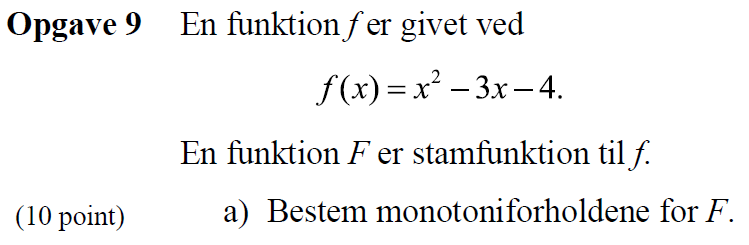 Opgave 9 En funktion f er givet ved
f(x) = x² − 3x − 4.
En funktion F er stamfunktion til f.
(10 point) a) Bestem monotoniforholdene for F.